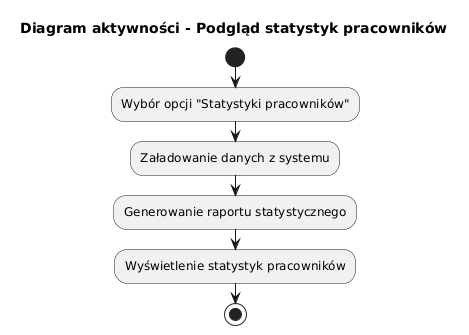 Diagram aktywności - Podgląd statystyk pracowników
Wybór opcji "Statystyki pracowników"
Załadowanie danych z systemu
Generowanie raportu statystycznego
Wyświetlenie statystyk pracowników